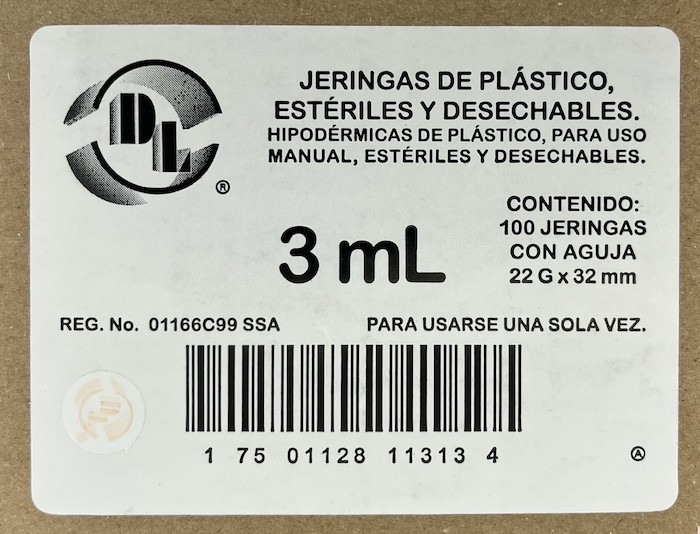 DL
®
JERINGAS DE PLÁSTICO,
ESTÉRILES Y DESECHABLES.
HIPODÉRMICAS DE PLÁSTICO, PARA USO
MANUAL, ESTÉRILES Y DESECHABLES.
3 mL
CONTENIDO:
100 JERINGAS
CON AGUJA
22 G x 32 mm
REG. No. 01166C99 SSA
PARA USARSE UNA SOLA VEZ.
DL
®
1 75 01128 11313 4
Ⓐ